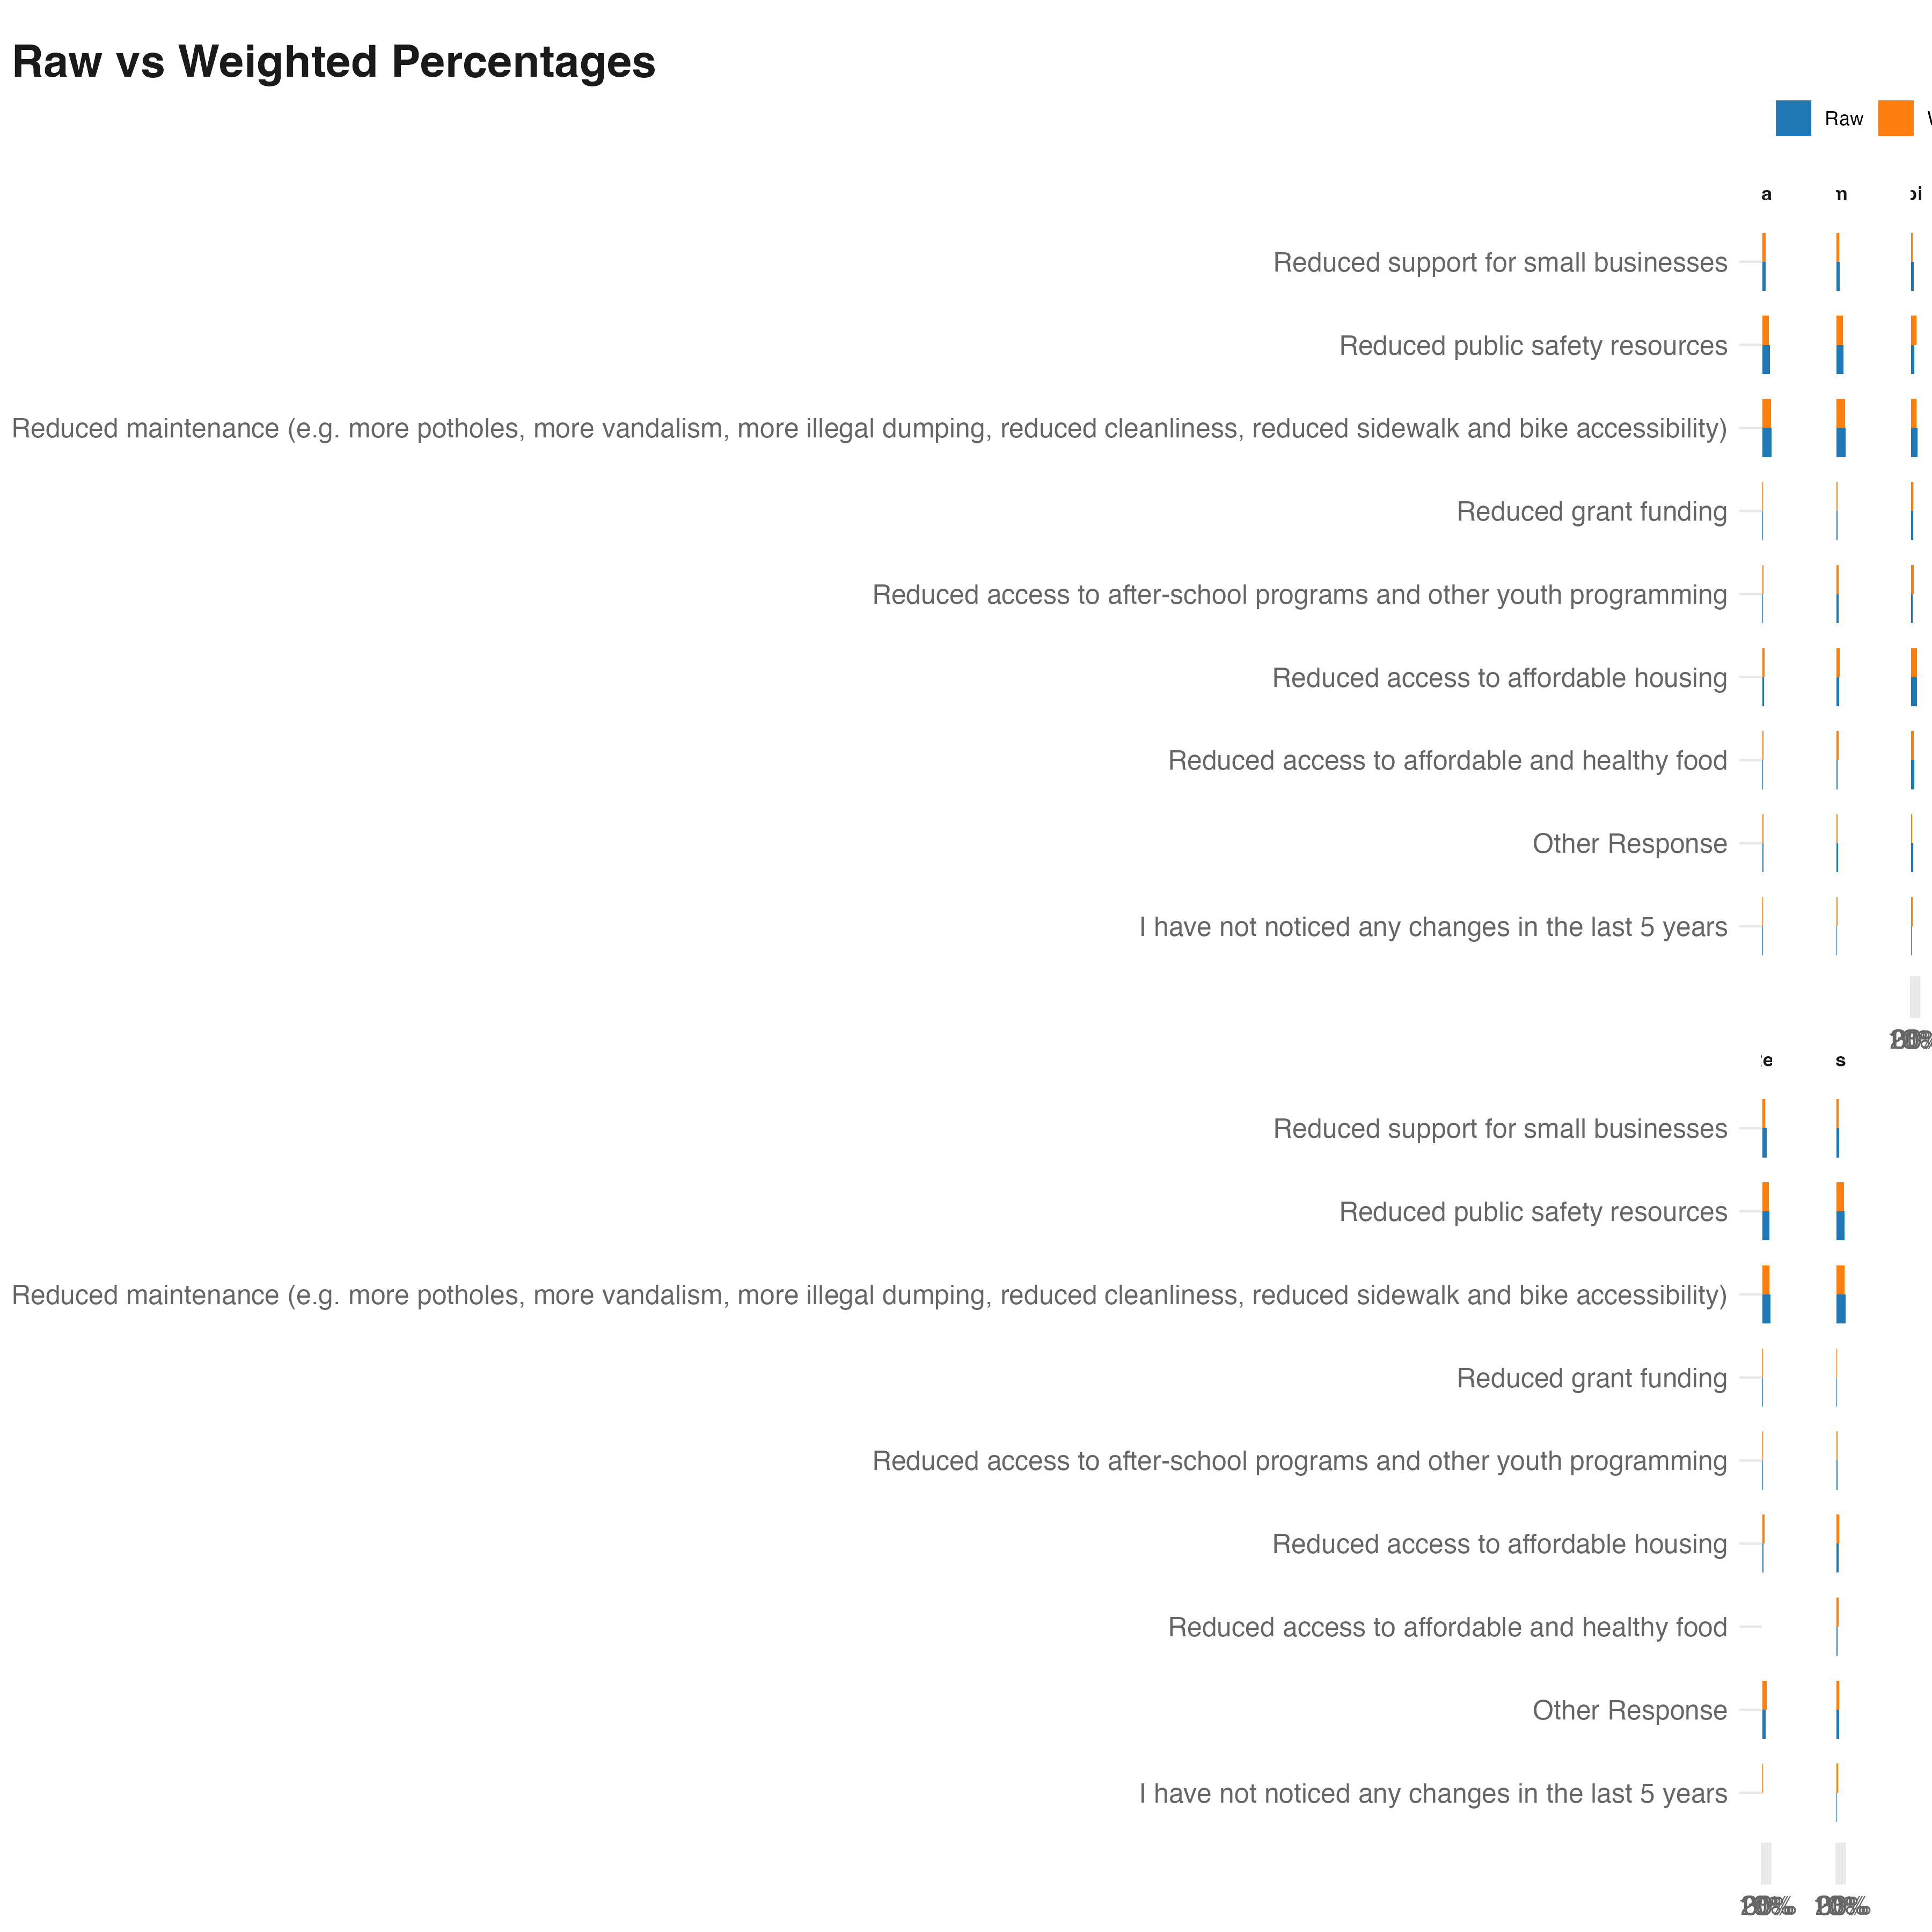 Raw vs Weighted Percentages
Raw
a m
Reduced support for small businesses
Reduced public safety resources
Reduced maintenance (e.g. more potholes, more vandalism, more illegal dumping, reduced cleanliness, reduced sidewalk and bike accessibility)
Reduced grant funding
Reduced access to after-school programs and other youth programming
Reduced access to affordable housing
Reduced access to affordable and healthy food
Other Response
I have not noticed any changes in the last 5 years
e s
Reduced support for small businesses
Reduced public safety resources
Reduced maintenance (e.g. more potholes, more vandalism, more illegal dumping, reduced cleanliness, reduced sidewalk and bike accessibility)
Reduced grant funding
Reduced access to after-school programs and other youth programming
Reduced access to affordable housing
Reduced access to affordable and healthy food
Other Response
I have not noticed any changes in the last 5 years